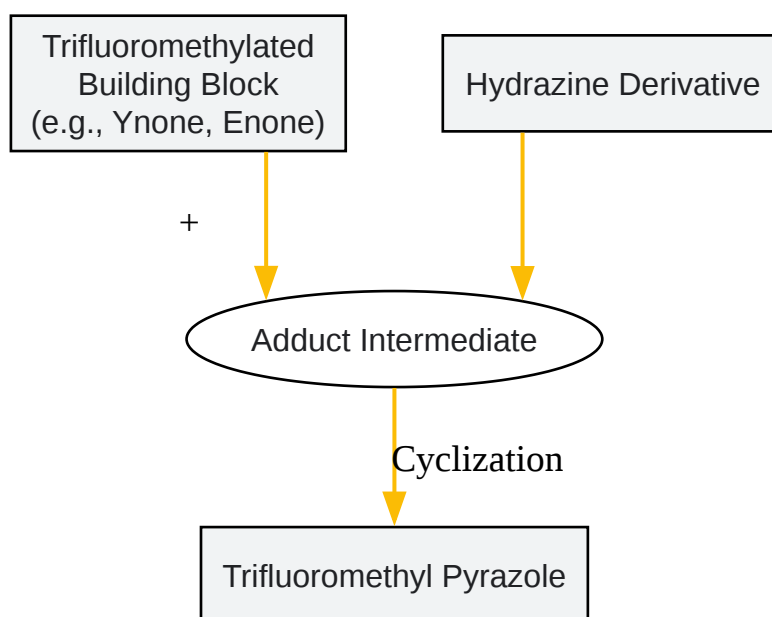 Trifluoromethylated
Building Block
(e.g., Ynone, Enone)
Hydrazine Derivative
+
Adduct Intermediate
Cyclization
Trifluoromethyl Pyrazole